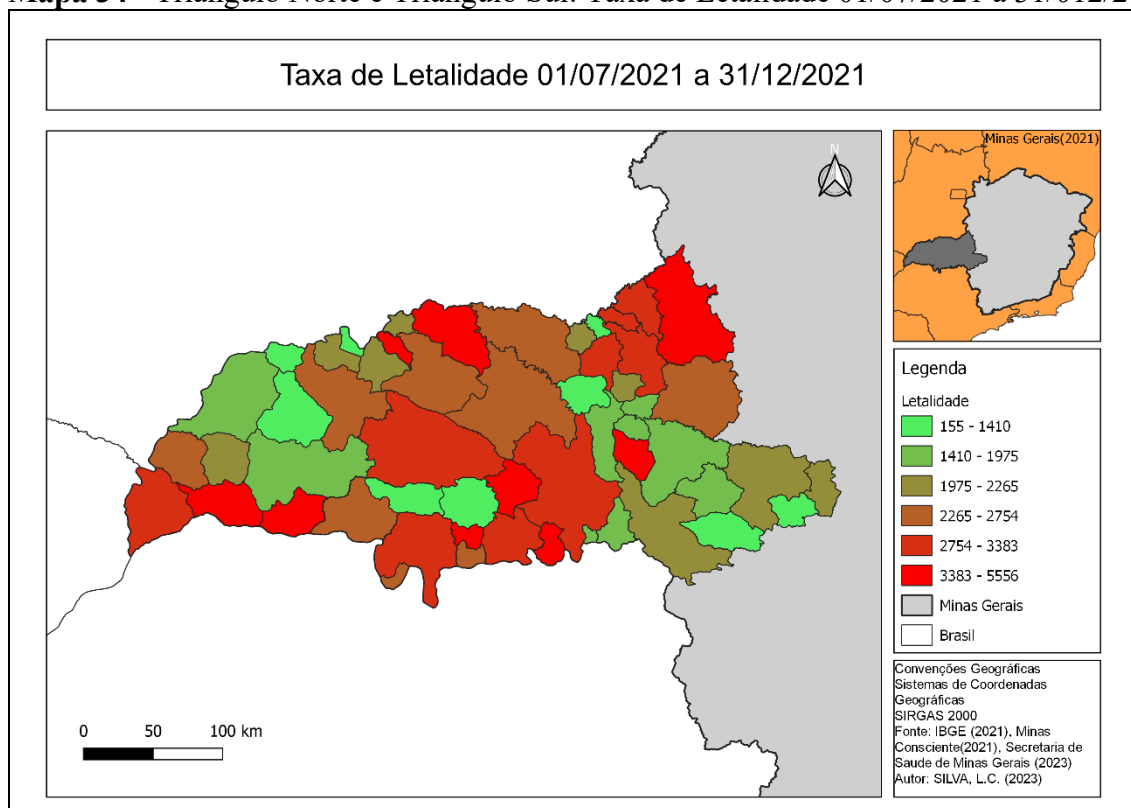 Taxa de Letalidade 01/07/2021 a 31/12/2021
N
Minas Gerais(2021)
Legenda
Letalidade
155 - 1410
1410 - 1975
1975 - 2265
2265 - 2754
2754 - 3383
3383 - 5556
Minas Gerais
Brasil
0 50 100 km
Convenções Geográficas
Sistemas de Coordenadas
Geográficas
SIRGAS 2000
Fonte: IBGE (2021), Minas
Consciente(2021), Secretaria de
Saude de Minas Gerais (2023)
Autor: SILVA, L.C. (2023)